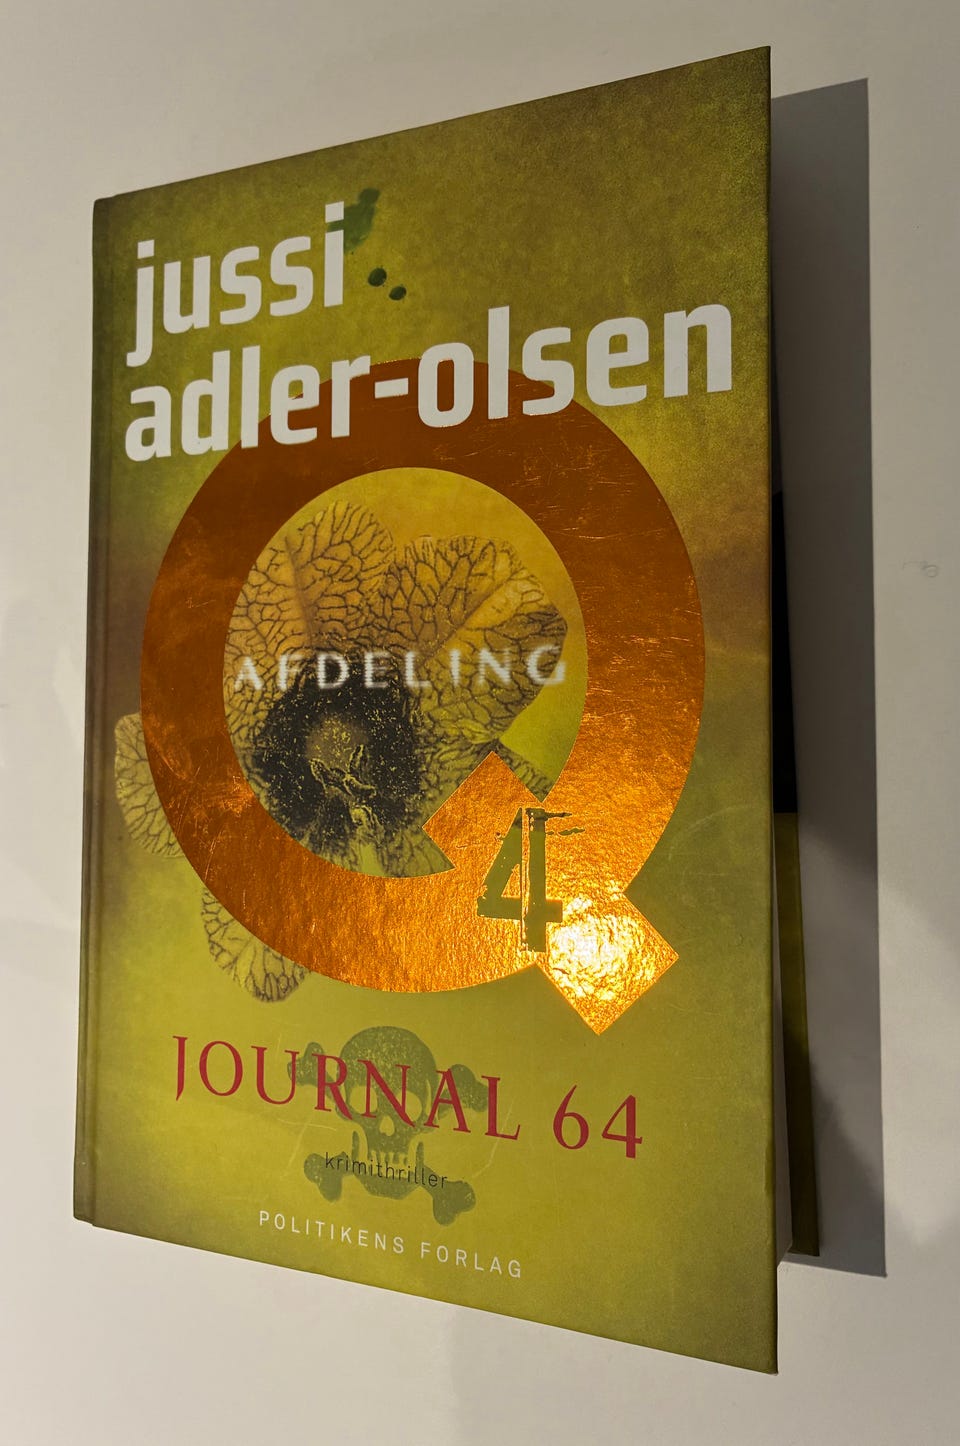 jussi
adler-olsen
Q
AFDELING
4
JOURNAL 64
krimithriller
POLITIKENS FORLAG